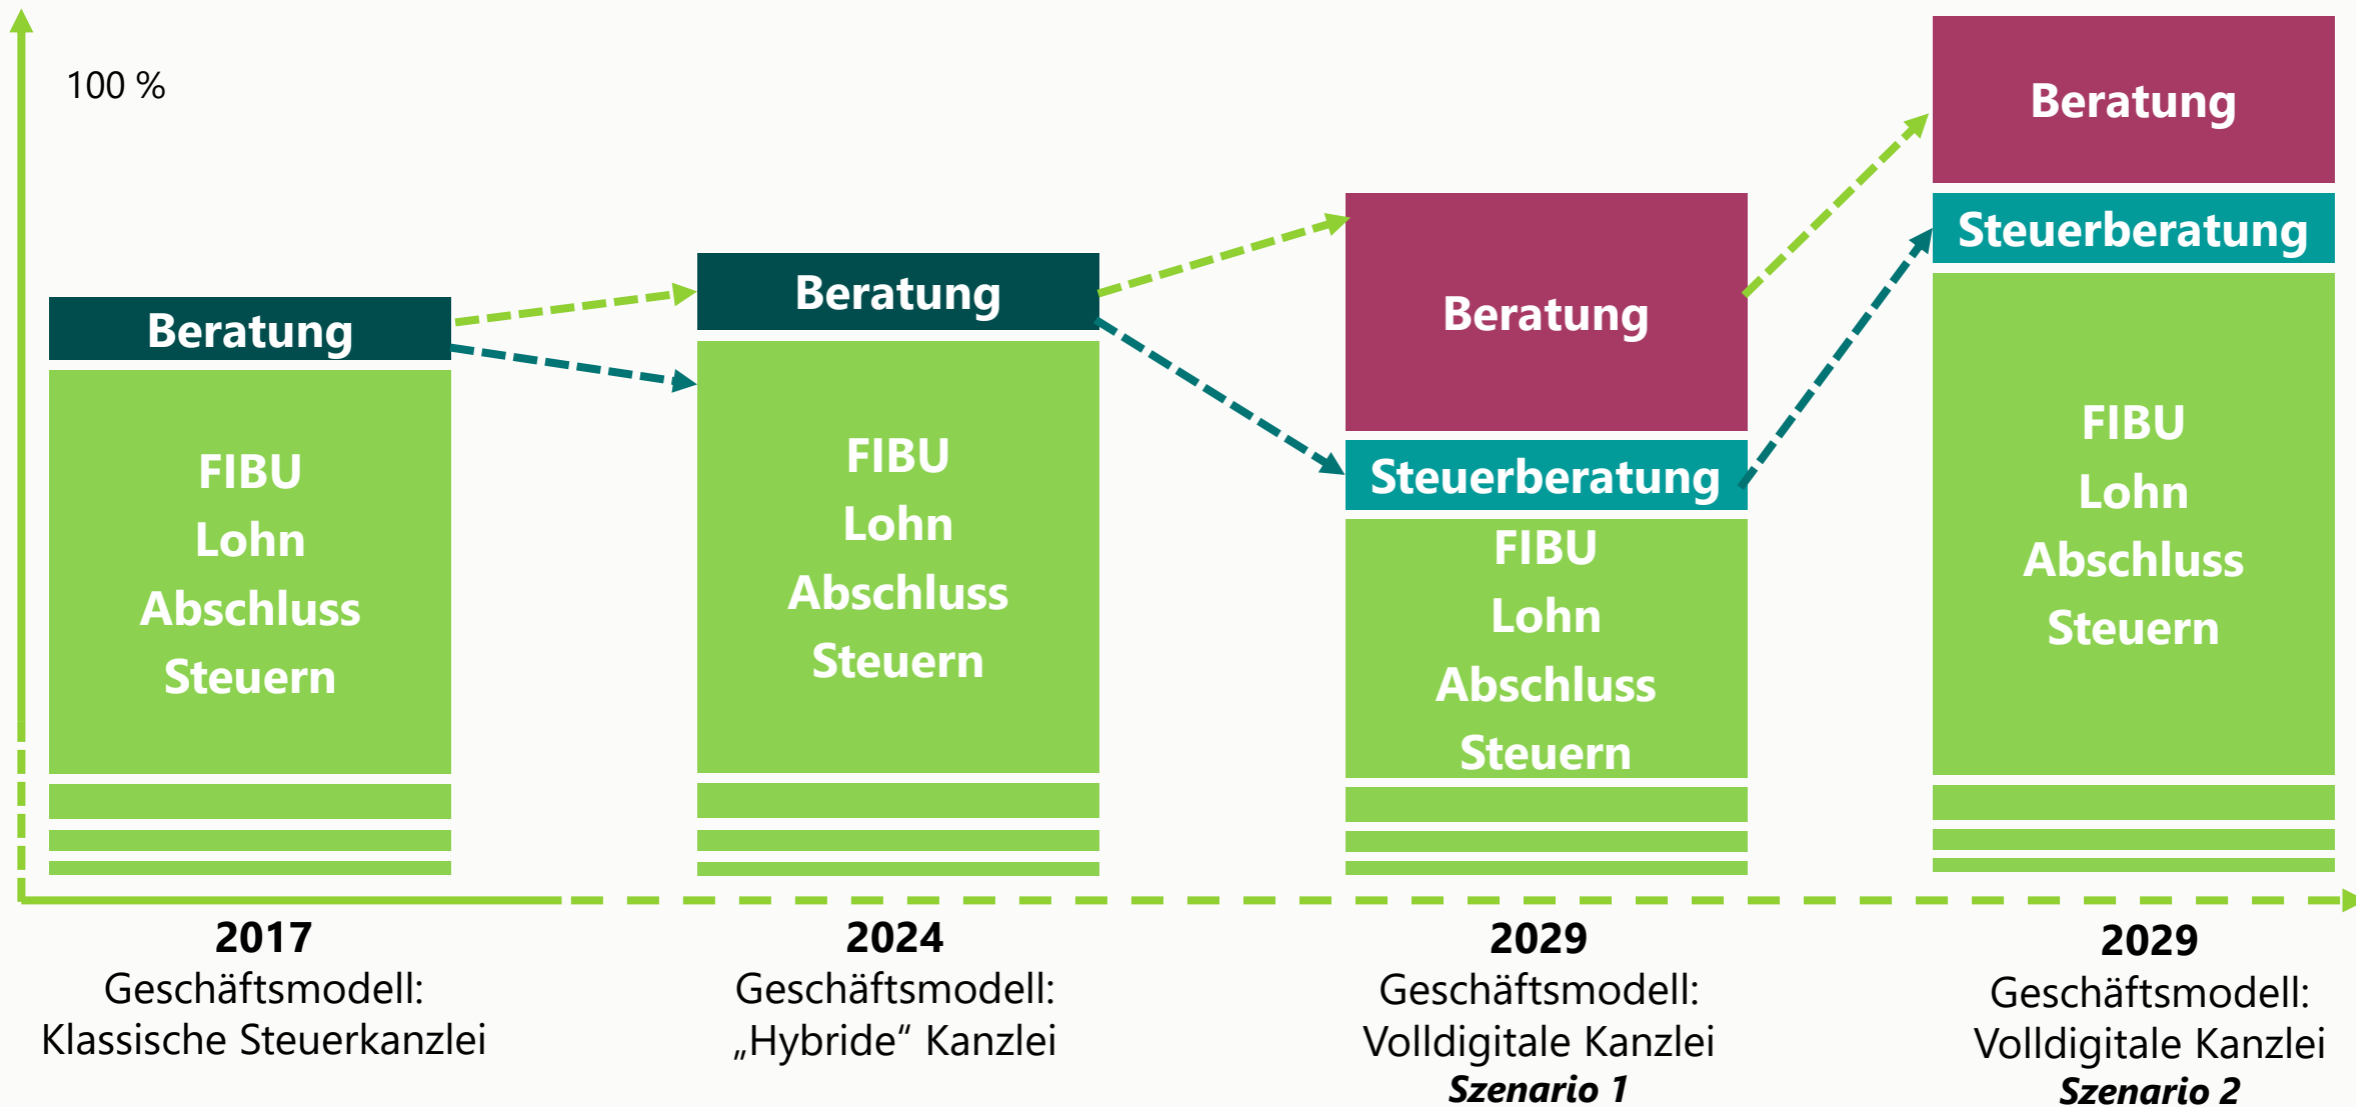 100 %
Beratung
FIBU
Lohn
Abschluss
Steuern
2017
Geschäftsmodell:
Klassische Steuerkanzlei
Beratung
FIBU
Lohn
Abschluss
Steuern
2024
Geschäftsmodell:
„Hybride“ Kanzlei
Beratung
Steuerberatung
FIBU
Lohn
Abschluss
Steuern
2029
Geschäftsmodell:
Volldigitale Kanzlei
Szenario 1
Beratung
Steuerberatung
FIBU
Lohn
Abschluss
Steuern
2029
Geschäftsmodell:
Volldigitale Kanzlei
Szenario 2